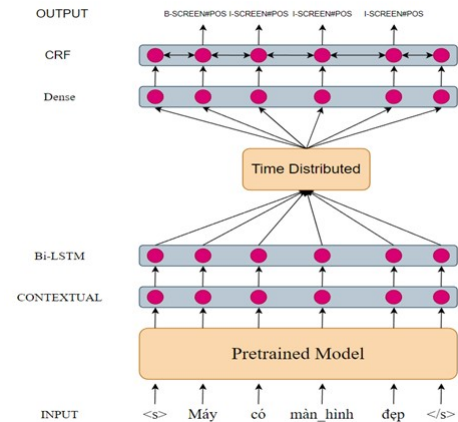 OUTPUT B-SCREEN#POS I-SCREEN#POS I-SCREEN#POS I-SCREEN#POS
CRF
Dense
Time Distributed
Bi-LSTM
CONTEXTUAL
Pretrained Model
INPUT <s> Máy có màn_hình đẹp </s>